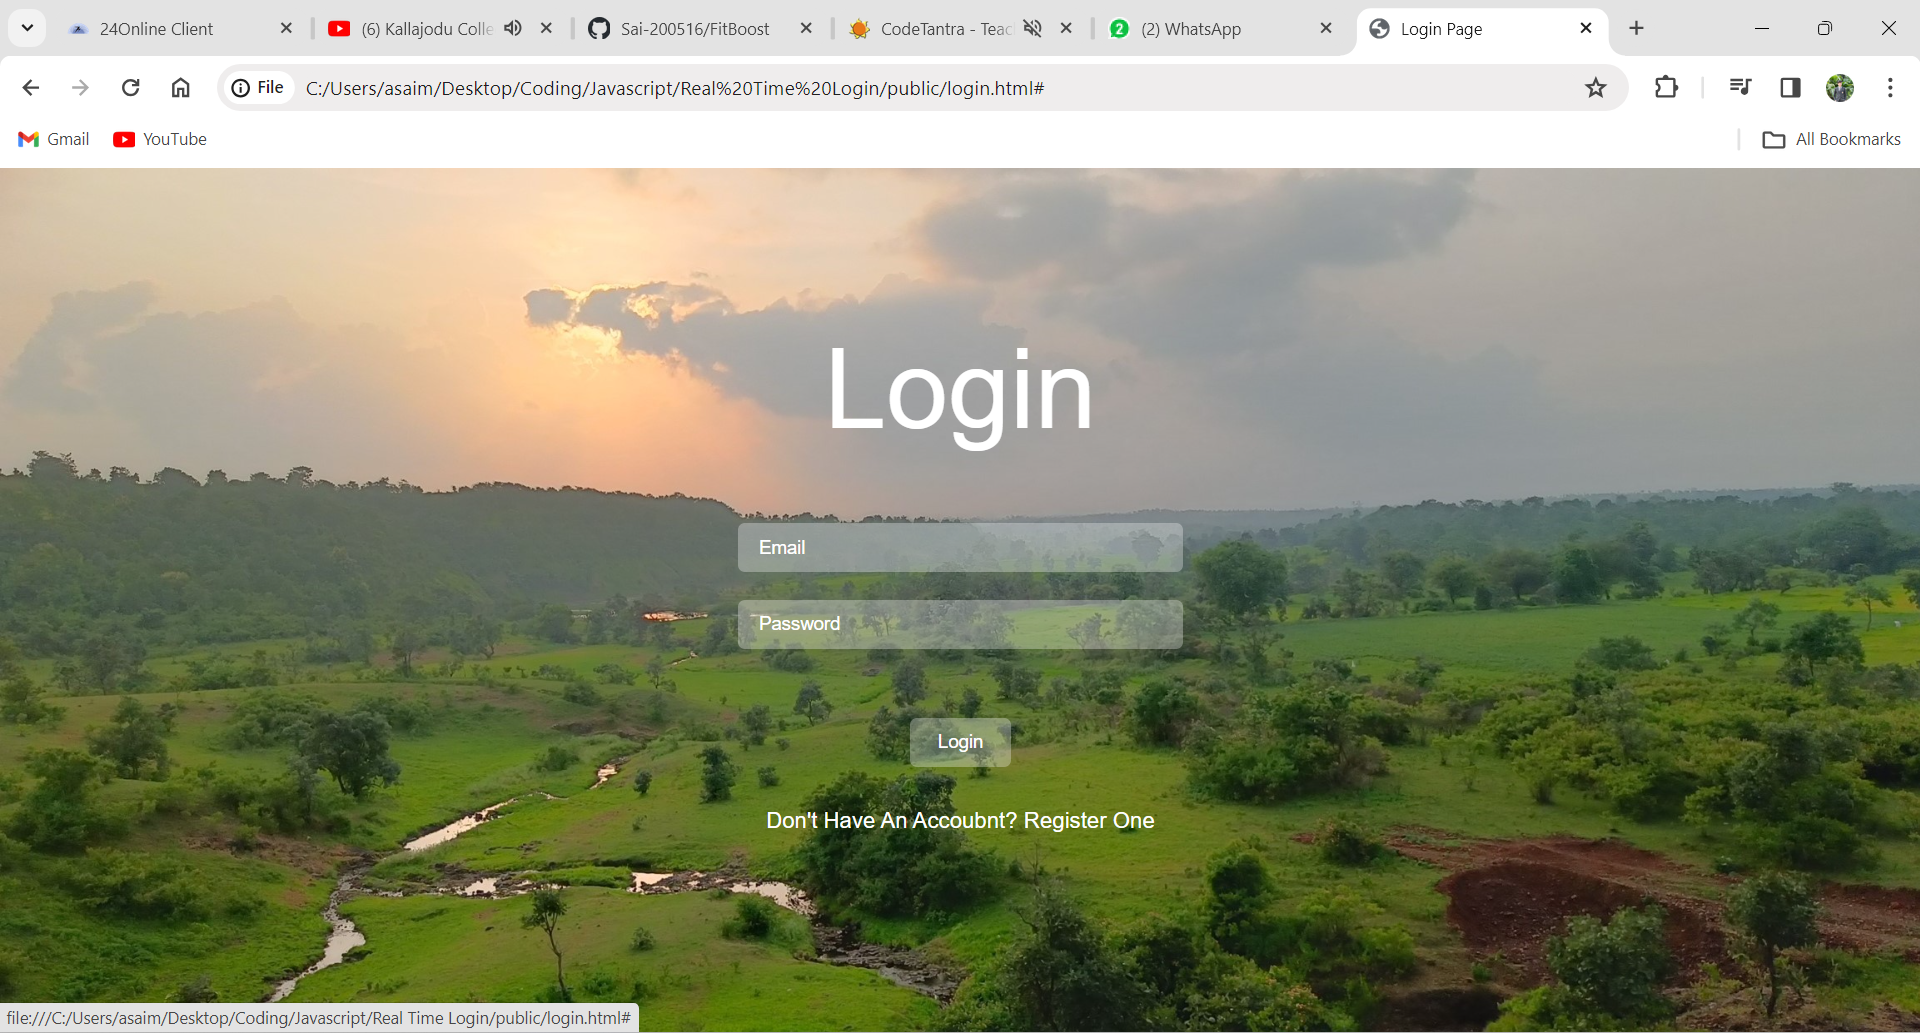 24Online Client
(6) Kallajodu Colle
Sai-200516/FitBoost
CodeTantra - Teac
2
(2) WhatsApp
Login Page
File
C:/Users/asaim/Desktop/Coding/Javascript/Real%20Time%20Login/public/login.html#
Gmail
YouTube
All Bookmarks
Login
Email
Password
Login
Don't Have An Accoubnt? Register One
file:///C:/Users/asaim/Desktop/Coding/Javascript/Real Time Login/public/login.html#